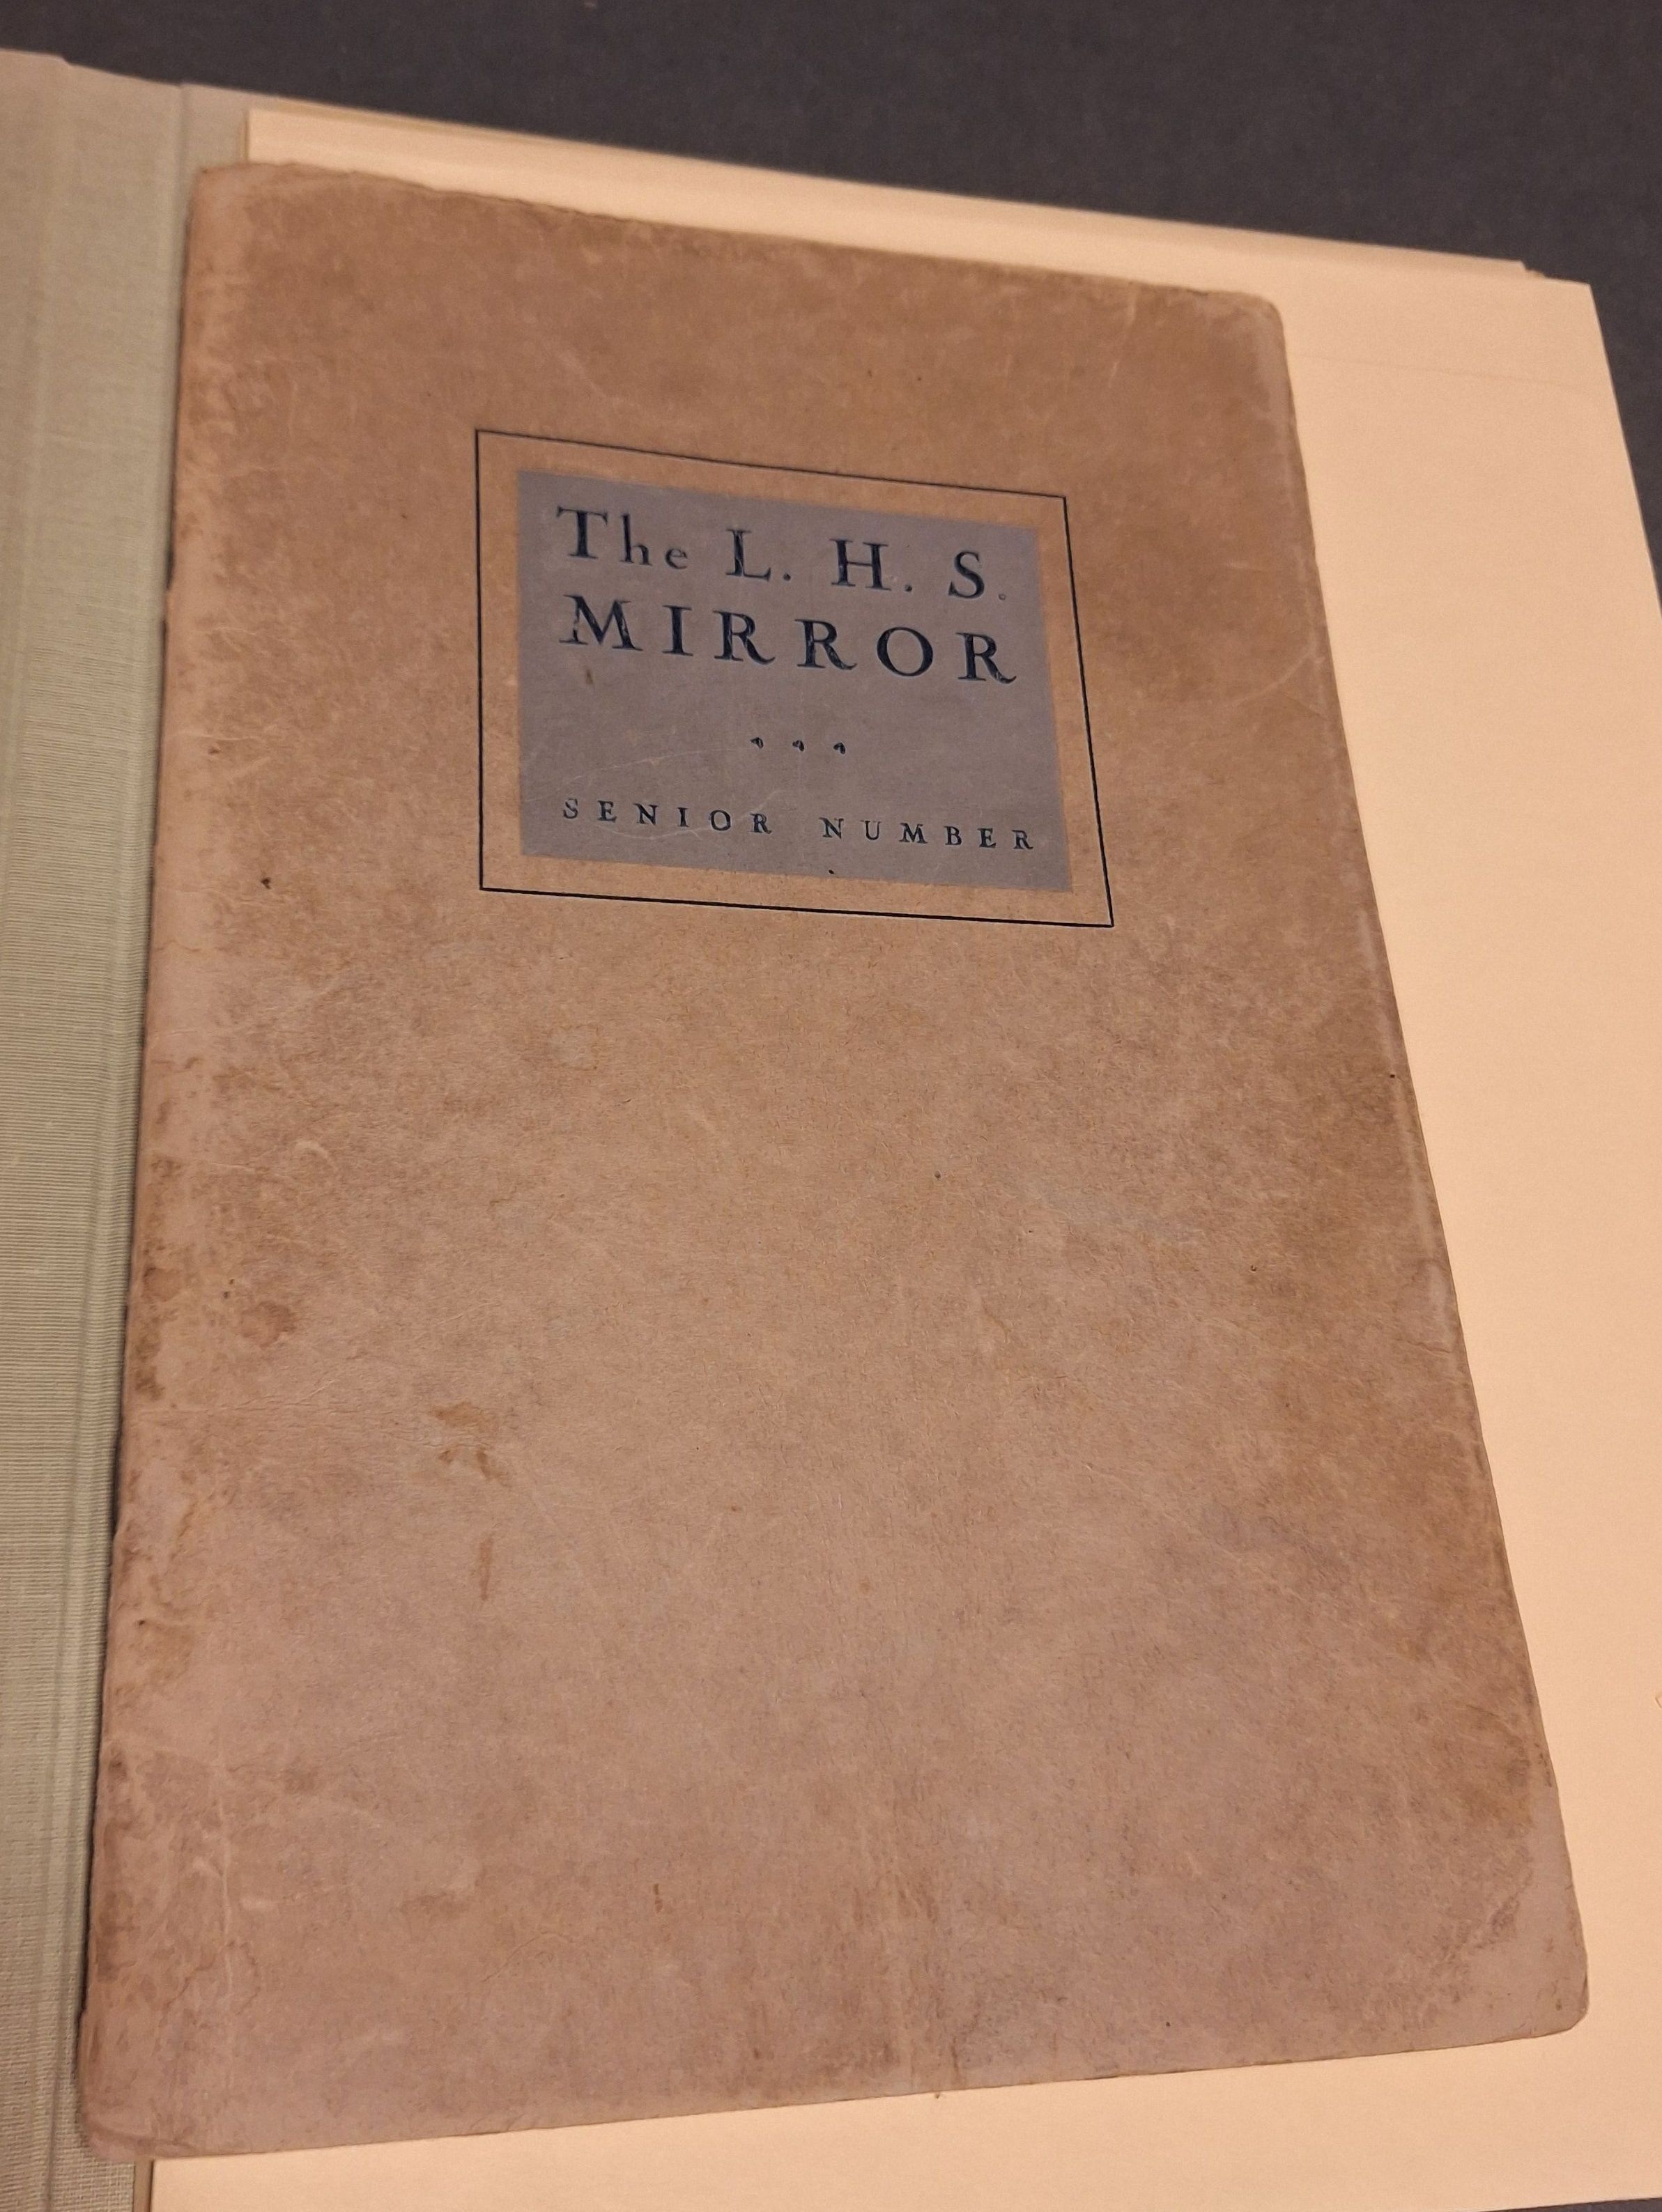 The L. H. S.
MIRROR
SENIOR NUMBER